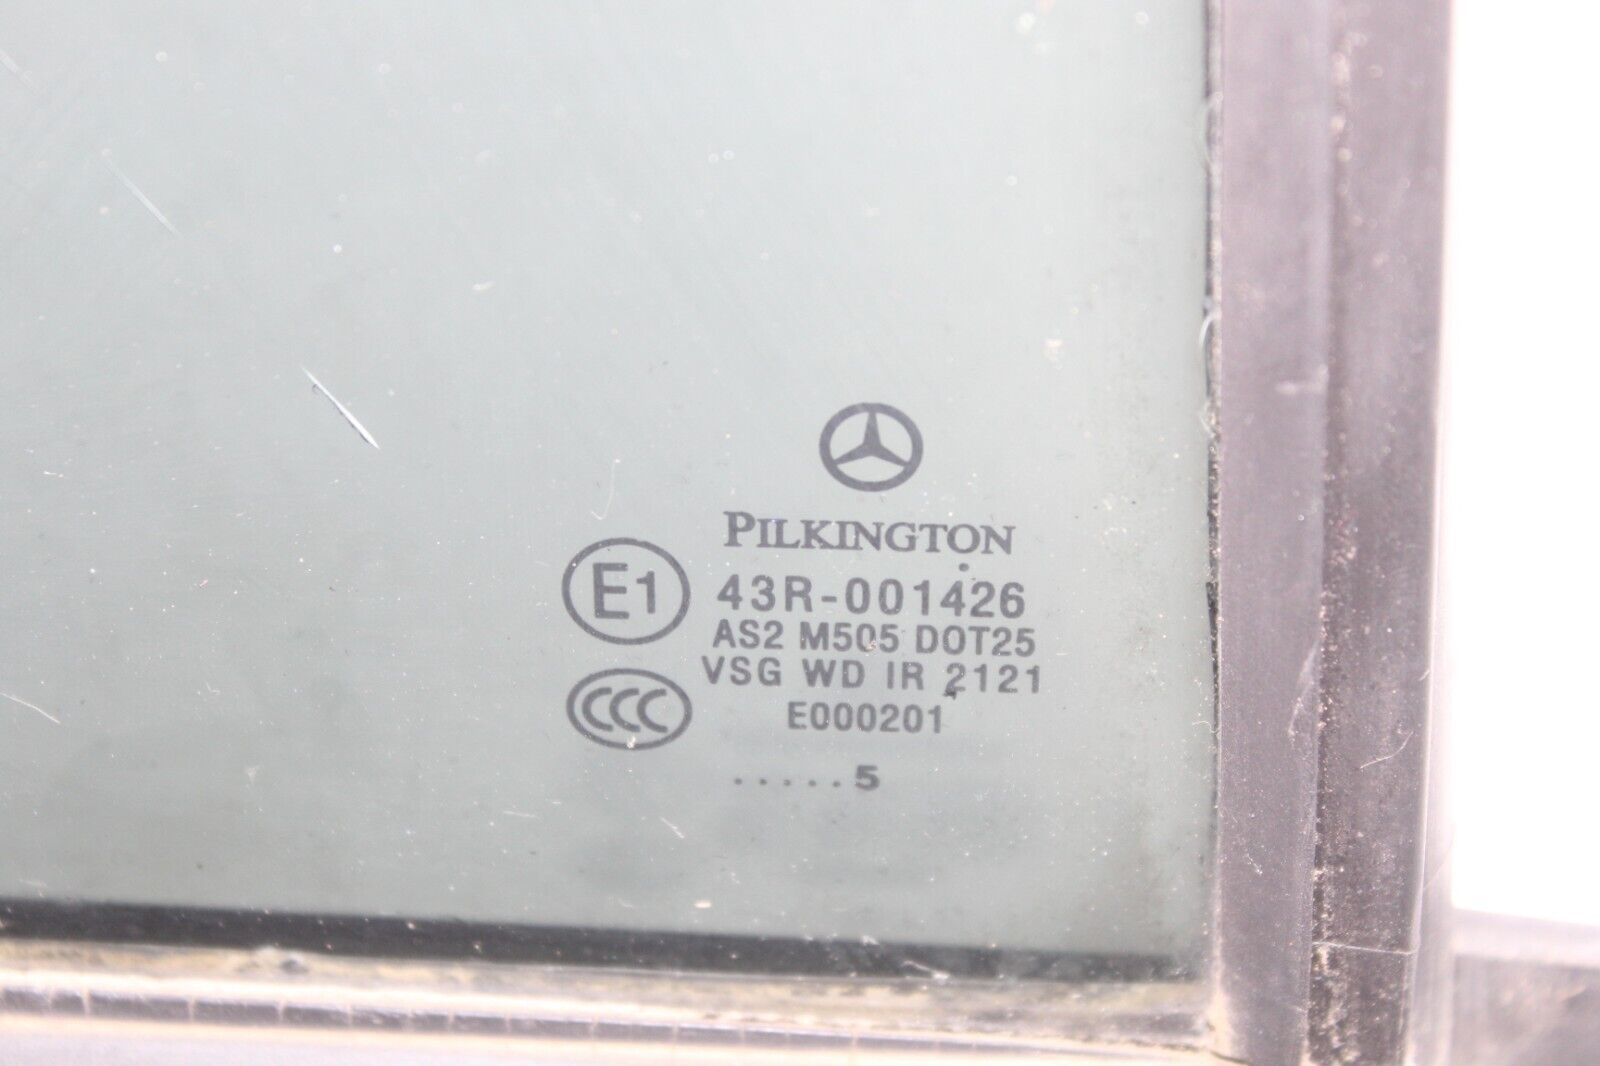 PILKINGTON
E1 43R-001426
AS2 M505 DOT25
VSG WD IR 2121
CCC E000201
.....5